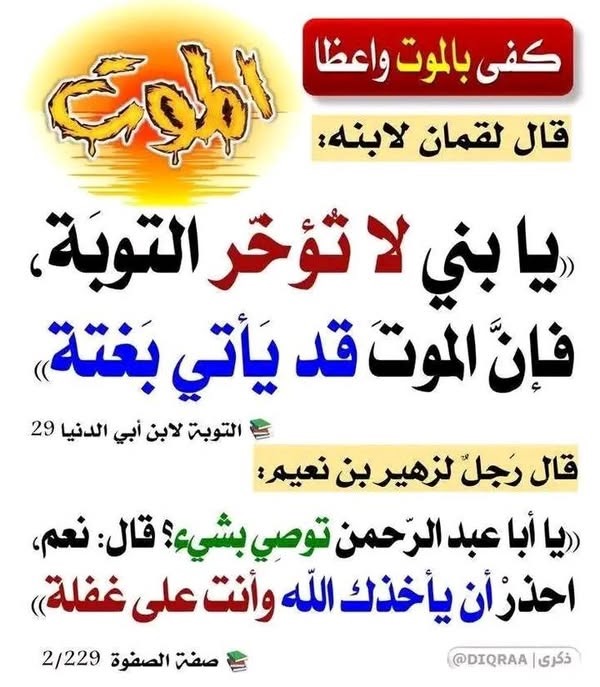 كفى بالموت واعظا
الموت
قال لقمان لابنه:
((يا بني لا تُؤخّر التوبَة،
فإنَّ الموتَ قد يَأتي بَغتة))
التوبة لابن أبي الدنيا 29
قال رَجلٌ لزهير بن نعيم:
((يا أبا عبد الرّحمن توصِي بشيء؟ قال: نعم،
احذرْ أن يأخذك اللّه وأنت على غفلة))
صفة الصفوة 2/229
ذكرى | @DIQRAA